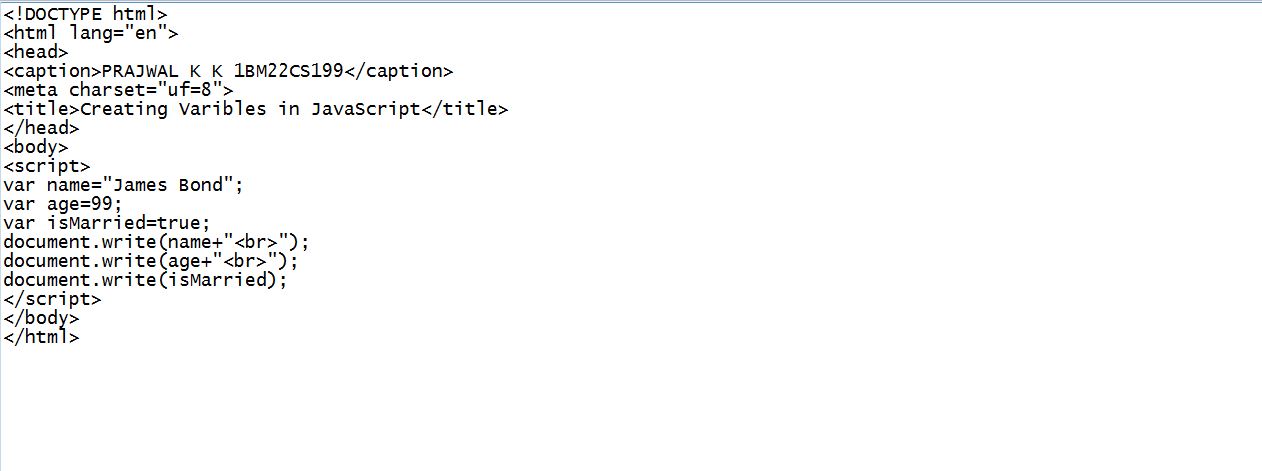 <!DOCTYPE html>
<html lang="en">
<head>
<caption>PRAJWAL K K 1BM22CS199</caption>
<meta charset="uf=8">
<title>Creating Varibles in JavaScript</title>
</head>
<body>
<script>
var name="James Bond";
var age=99;
var isMarried=true;
document.write(name+"<br>");
document.write(age+"<br>");
document.write(isMarried);
</script>
</body>
</html>